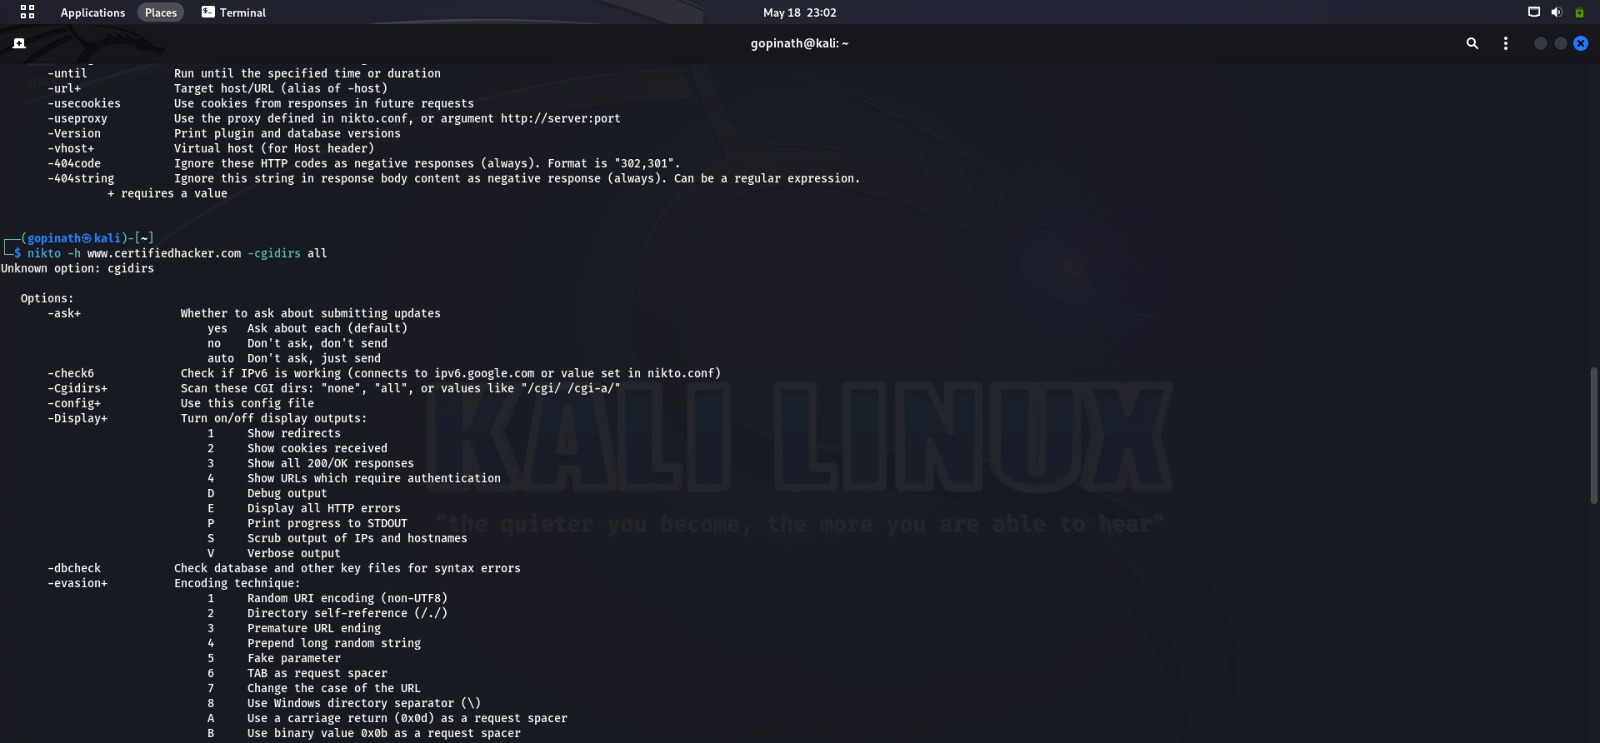 Applications Places Terminal May 18 23:02
gopinath@kali: ~
-until Run until the specified time or duration
-url+ Target host/URL (alias of -host)
-usecookies Use cookies from responses in future requests
-useproxy Use the proxy defined in nikto.conf, or argument http://server:port
-Version Print plugin and database versions
-vhost+ Virtual host (for Host header)
-404code Ignore these HTTP codes as negative responses (always). Format is "302,301".
-404string Ignore this string in response body content as negative response (always). Can be a regular expression.
+ requires a value
(gopinath㉿kali)-[~]
$ nikto -h www.certifiedhacker.com -cgidirs all
Unknown option: cgidirs
Options:
-ask+ Whether to ask about submitting updates
yes Ask about each (default)
no Don't ask, don't send
auto Don't ask, just send
-check6 Check if IPv6 is working (connects to ipv6.google.com or value set in nikto.conf)
-Cgidirs+ Scan these CGI dirs: "none", "all", or values like "/cgi/ /cgi-a/"
-config+ Use this config file
-Display+ Turn on/off display outputs:
1 Show redirects
2 Show cookies received
3 Show all 200/OK responses
4 Show URLs which require authentication
D Debug output
E Display all HTTP errors
P Print progress to STDOUT
S Scrub output of IPs and hostnames
V Verbose output
-dbcheck Check database and other key files for syntax errors
-evasion+ Encoding technique:
1 Random URI encoding (non-UTF8)
2 Directory self-reference (/./)
3 Premature URL ending
4 Prepend long random string
5 Fake parameter
6 TAB as request spacer
7 Change the case of the URL
8 Use Windows directory separator (\)
A Use a carriage return (0x0d) as a request spacer
B Use binary value 0x0b as a request spacer
KALI LINUX
"the quieter you become, the more you are able to hear"